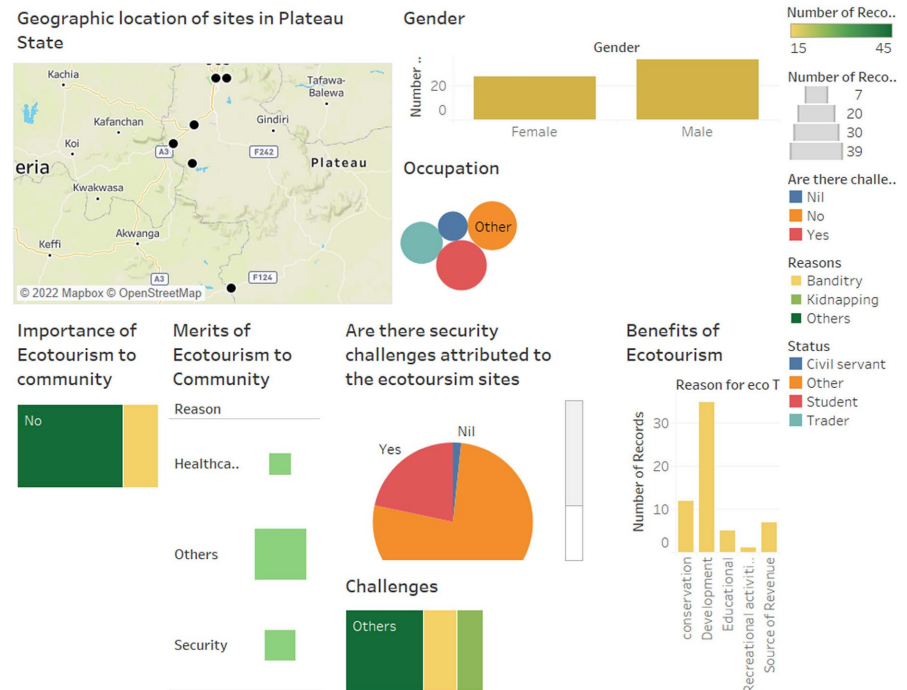 Geographic location of sites in Plateau
State
Kachia
Tafawa-
Balewa
Kafanchan
Gindiri
Koi
A3
F242
eria
Plateau
Kwakwasa
Akwanga
Keffi
A3
F124
© 2022 Mapbox © OpenStreetMap
Gender
Gender
Number ..
20
0
Female
Male
Occupation
Other
Number of Reco..
15
45
Number of Reco...
7
20
30
39
Are there challe..
Nil
No
Yes
Reasons
Banditry
Kidnapping
Others
Status
Civil servant
Other
Student
Trader
Importance of
Ecotourism to
community
No
Merits of
Ecotourism to
Community
Reason
Healthca..
Others
Security
Are there security
challenges attributed to
the ecotoursim sites
Nil
Yes
Challenges
Others
Benefits of
Ecotourism
Reason for eco T
Number of Records
30
20
10
0
conservation
Development
Educational
Recreational activiti..
Source of Revenue